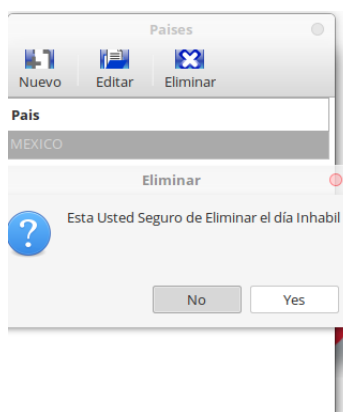 Paises
Nuevo Editar Eliminar
Pais
MEXICO
Eliminar
Esta Usted Seguro de Eliminar el día Inhabil
No Yes